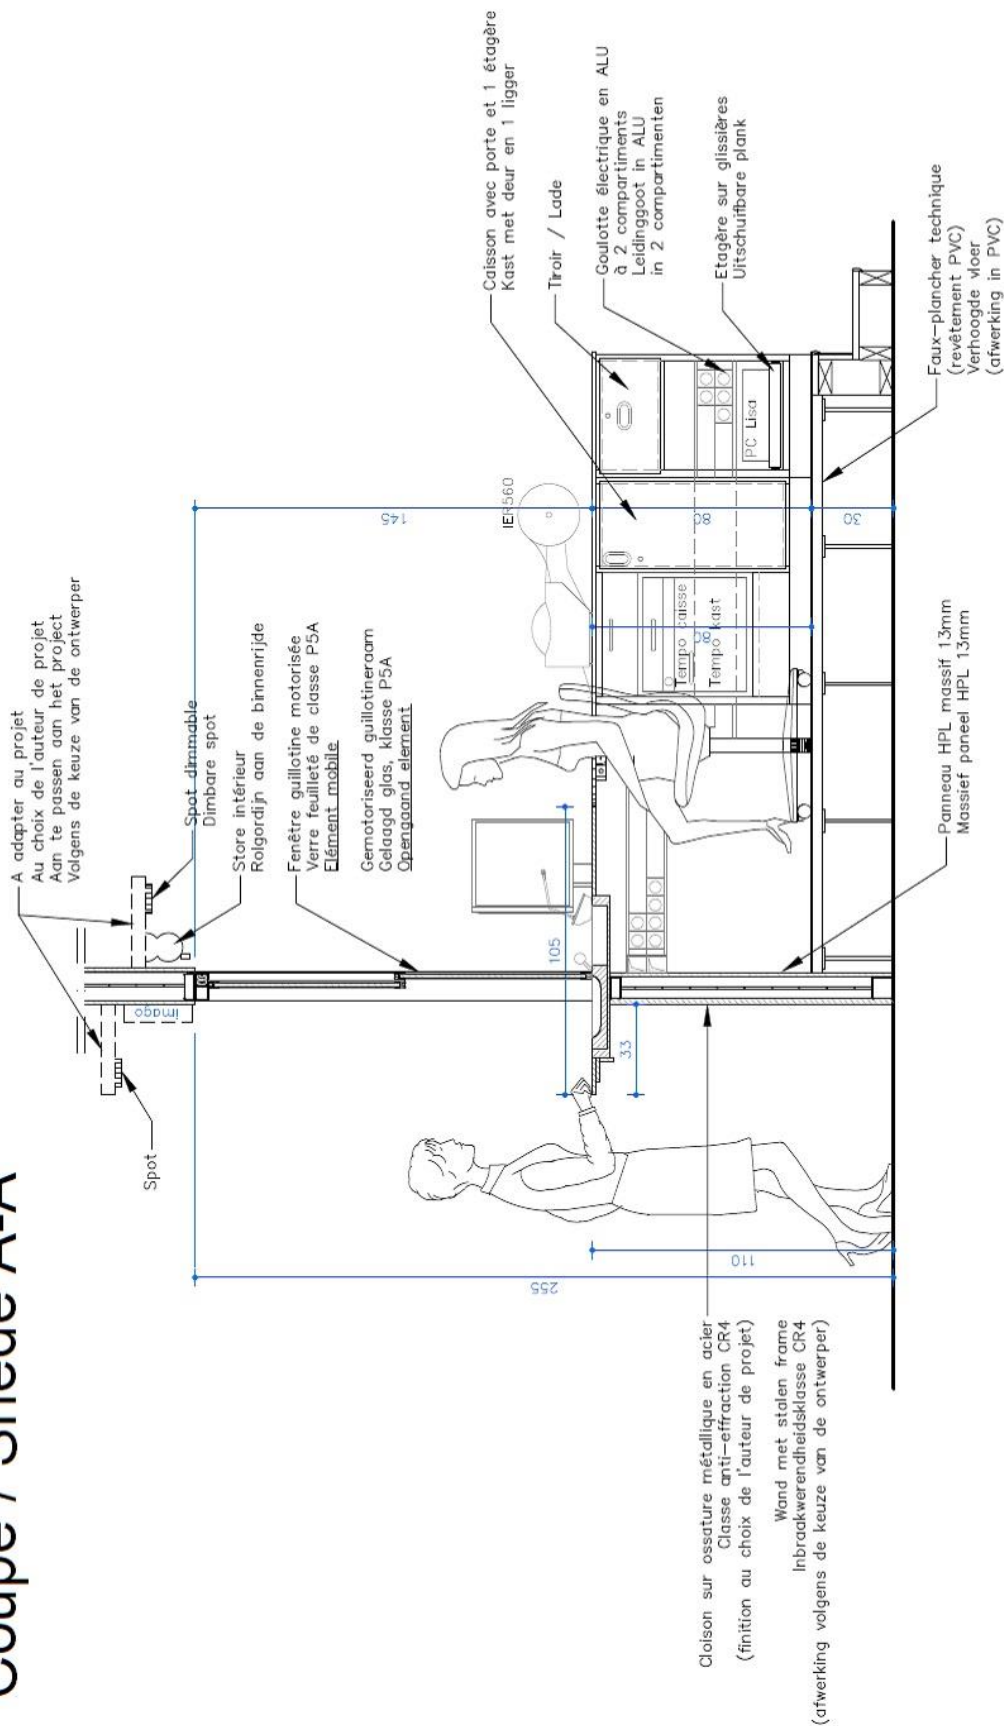 Coupe / Snede A-A
A adapter au projet
Au choix de l'auteur de projet
Aan te passen aan het project
Volgens de keuze van de ontwerper
Spot
Spot dimmable
Dimbare spot
imago
Store intérieur
Rolgordijn aan de binnenrijde
Fenêtre guillotine motorisée
Verre feuilleté de classe P5A
Elément mobile
Gemotoriseerd guillotineraam
Gelaagd glas, klasse P5A
Opengaand element
255
145
110
105
33
80
80
30
IER560
Caisson avec porte et 1 étagère
Kast met deur en 1 ligger
Tiroir / Lade
Goulotte électrique en ALU
à 2 compartiments
Leidinggoot in ALU
in 2 compartimenten
Etagère sur glissières
Uitschuifbare plank
Tempo caisse
Tempo kast
PC Lisa
Faux-plancher technique
(revêtement PVC)
Verhoogde vloer
(afwerking in PVC)
Panneau HPL massif 13mm
Massief paneel HPL 13mm
Cloison sur ossature métallique en acier
Classe anti-effraction CR4
(finition au choix de l'auteur de projet)
Wand met stalen frame
Inbraakwerendheidsklasse CR4
(afwerking volgens de keuze van de ontwerper)